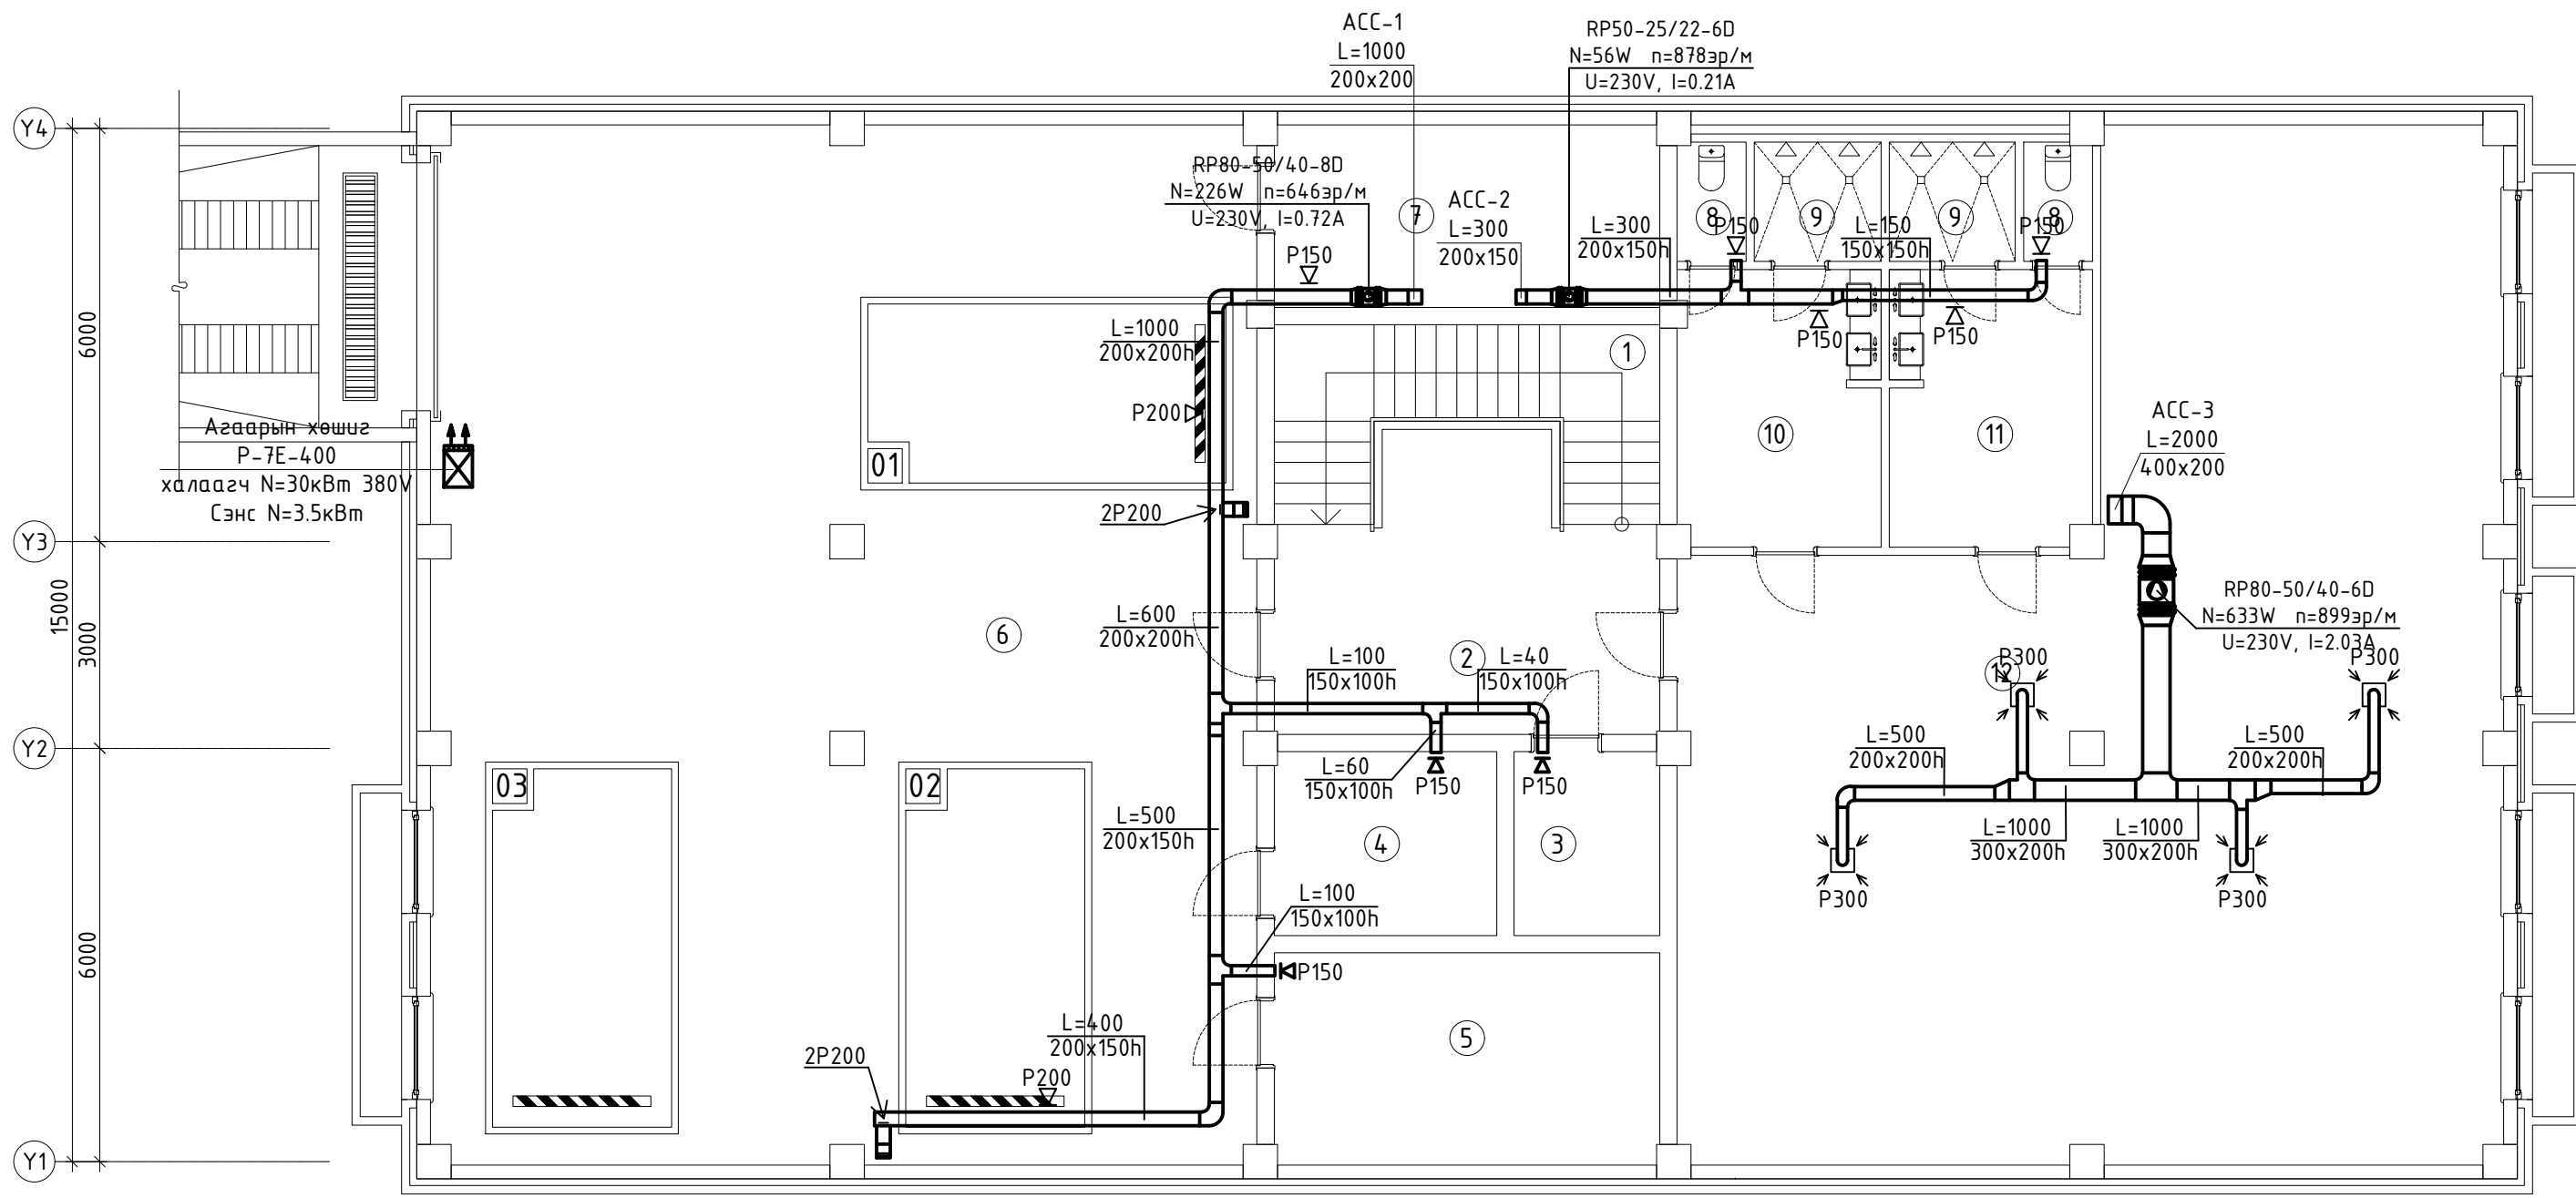 АСС-1
L=1000
200x200
RP50-25/22-6D
N=56W n=878эр/м
U=230V, I=0.21A
Y4
RP80-50/40-8D
N=226W n=646эр/м
U=230V, I=0.72A
7
АСС-2
L=300
200x150
L=300
200x150h
8
P150
9
L=150
150x150h
9
8
P150
P150
6000
L=1000
200x200h
1
P150
P150
P200
Агаарын хөшиг
P-7E-400
халаагч N=30кВт 380V
Сэнс N=3.5кВт
01
10
11
АСС-3
L=2000
400x200
2P200
Y3
15000
3000
6
L=600
200x200h
RP80-50/40-6D
N=633W n=899эр/м
U=230V, I=2.03A
L=100
150x100h
2
L=40
150x100h
12
P300
P300
Y2
03
02
L=60
150x100h
P150
P150
L=500
200x200h
L=500
200x200h
L=500
200x150h
4
3
L=1000
300x200h
L=1000
300x200h
P300
P300
6000
L=100
150x100h
P150
5
L=400
200x150h
2P200
P200
Y1